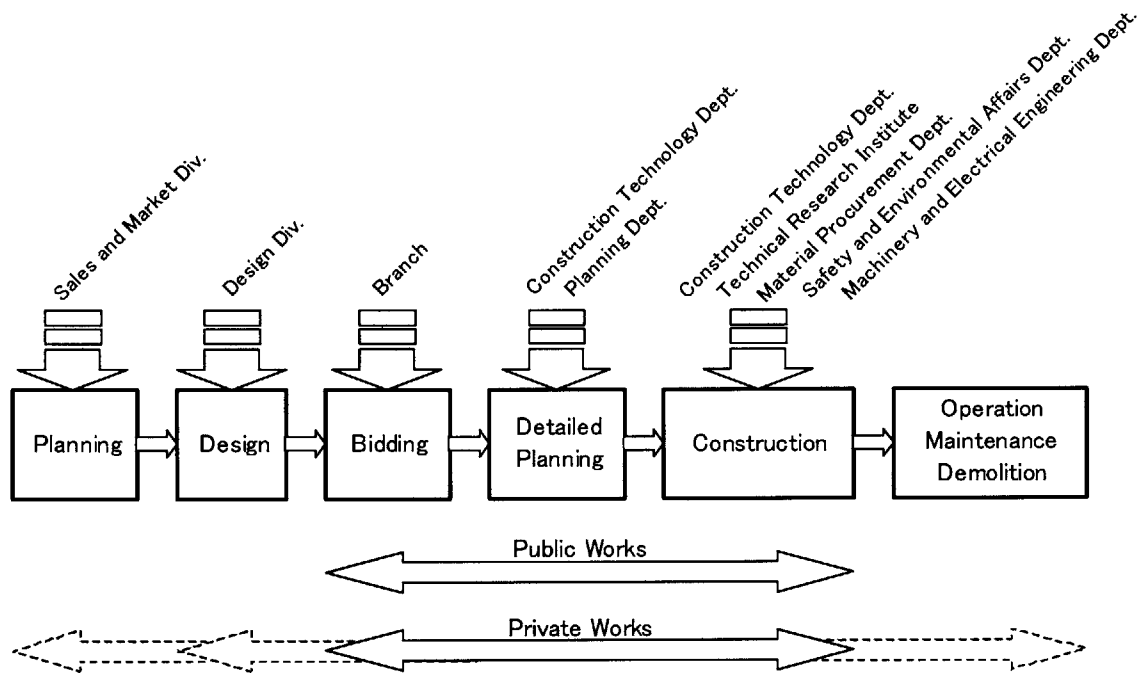 Sales and Market Div.
Design Div.
Branch
Construction Technology Dept.
Planning Dept.
Construction Technology Dept.
Technical Research Institute
Material Procurement Dept.
Safety and Environmental Affairs Dept.
Machinery and Electrical Engineering Dept.
Planning
Design
Bidding
Detailed
Planning
Construction
Operation
Maintenance
Demolition
Public Works
Private Works